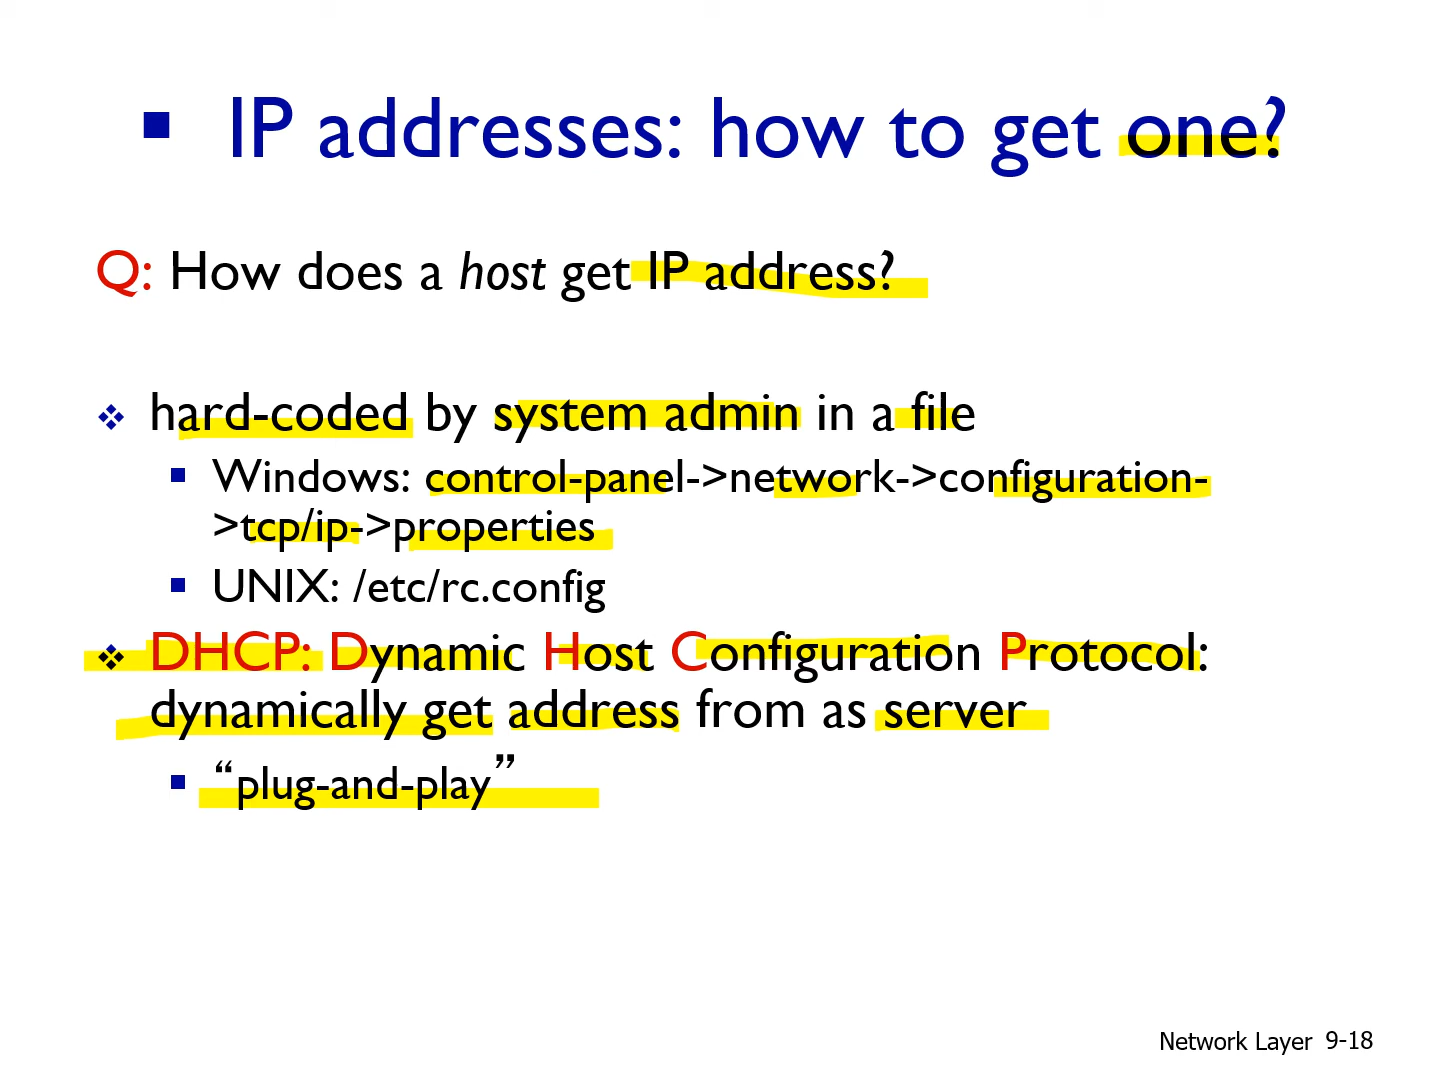 ▪ IP addresses: how to get one?
Q: How does a host get IP address?
❖ hard-coded by system admin in a file
▪ Windows: control-panel->network->configuration-
>tcp/ip->properties
▪ UNIX: /etc/rc.config
❖ DHCP: Dynamic Host Configuration Protocol:
dynamically get address from as server
▪ “plug-and-play”
Network Layer 9-18